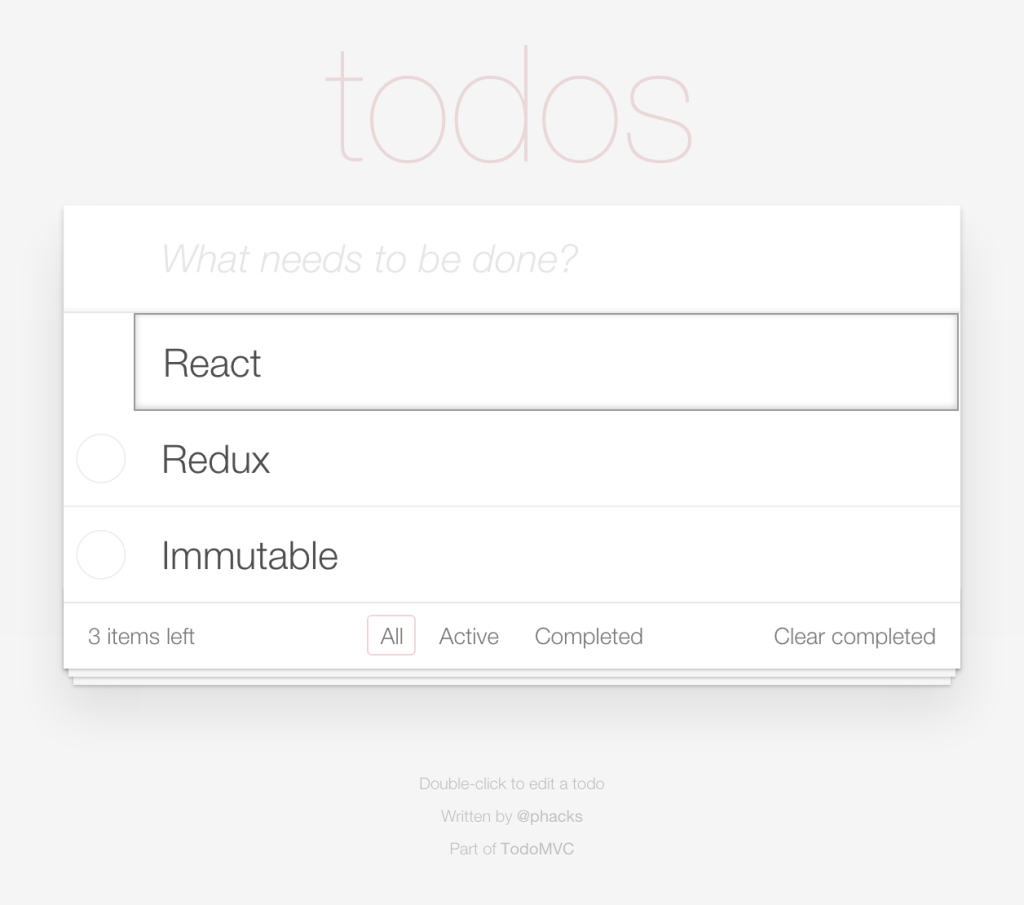 todos
What needs to be done?
React
Redux
Immutable
3 items left All Active Completed Clear completed
Double-click to edit a todo
Written by @phacks
Part of TodoMVC